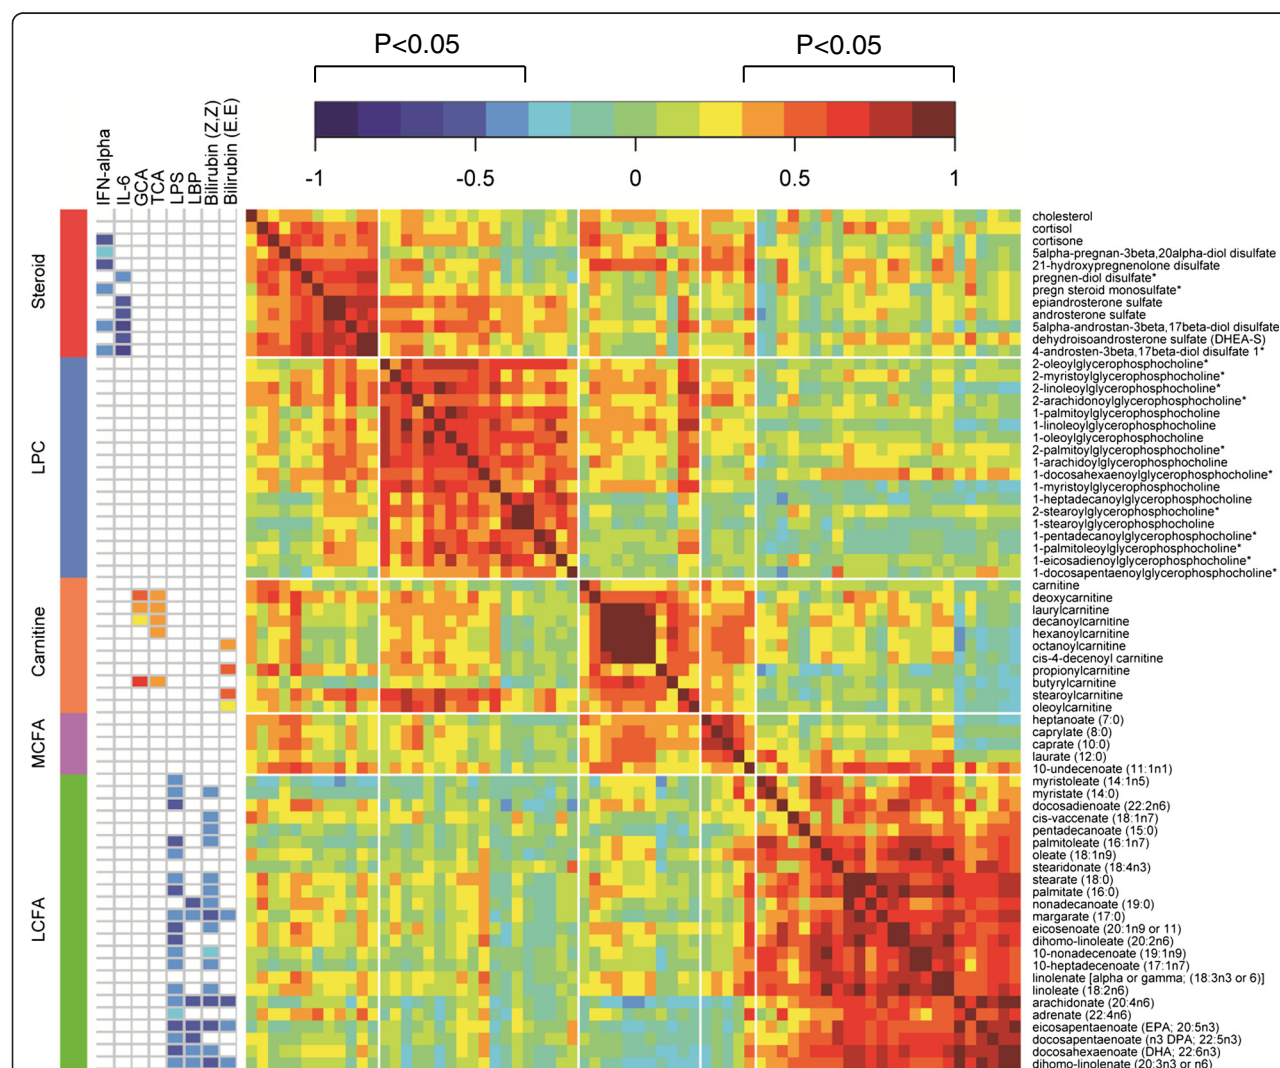 P<0.05
P<0.05
-1
-0.5
0
0.5
1
IFN-alpha
IL-6
GCA
TCA
LPS
LBP
Bilirubin (Z,Z)
Bilirubin (E.E)
Steroid
LPC
Carnitine
MCFA
LCFA
cholesterol
cortisol
cortisone
5alpha-pregnan-3beta,20alpha-diol disulfate
21-hydroxypregnenolone disulfate
pregnen-diol disulfate*
pregn steroid monosulfate*
epiandrosterone sulfate
androsterone sulfate
5alpha-androstan-3beta,17beta-diol disulfate
dehydroisoandrosterone sulfate (DHEA-S)
4-androsten-3beta,17beta-diol disulfate 1*
2-oleoylglycerophosphocholine*
2-myristoylglycerophosphocholine*
2-linoleoylglycerophosphocholine*
2-arachidonoylglycerophosphocholine*
1-palmitoylglycerophosphocholine
1-linoleoylglycerophosphocholine
1-oleoylglycerophosphocholine
2-palmitoylglycerophosphocholine*
1-arachidoylglycerophosphocholine
1-docosahexaenoylglycerophosphocholine*
1-myristoylglycerophosphocholine
1-heptadecanoylglycerophosphocholine
2-stearoylglycerophosphocholine*
1-stearoylglycerophosphocholine
1-pentadecanoylglycerophosphocholine*
1-palmitoleoylglycerophosphocholine*
1-eicosadienoylglycerophosphocholine*
1-docosapentaenoylglycerophosphocholine*
carnitine
deoxycarnitine
laurylcarnitine
decanoylcarnitine
hexanoylcarnitine
octanoylcarnitine
cis-4-decenoyl carnitine
propionylcarnitine
butyrylcarnitine
stearoylcarnitine
oleoylcarnitine
heptanoate (7:0)
caprylate (8:0)
caprate (10:0)
laurate (12:0)
10-undecenoate (11:1n1)
myristoleate (14:1n5)
myristate (14:0)
docosadienoate (22:2n6)
cis-vaccenate (18:1n7)
pentadecanoate (15:0)
palmitoleate (16:1n7)
oleate (18:1n9)
stearidonate (18:4n3)
stearate (18:0)
palmitate (16:0)
nonadecanoate (19:0)
margarate (17:0)
eicosenoate (20:1n9 or 11)
dihomo-linoleate (20:2n6)
10-nonadecenoate (19:1n9)
10-heptadecenoate (17:1n7)
linolenate [alpha or gamma; (18:3n3 or 6)]
linoleate (18:2n6)
arachidonate (20:4n6)
adrenate (22:4n6)
eicosapentaenoate (EPA; 20:5n3)
docosapentaenoate (n3 DPA; 22:5n3)
docosahexaenoate (DHA; 22:6n3)
dihomo-linolenate (20:3n3 or n6)